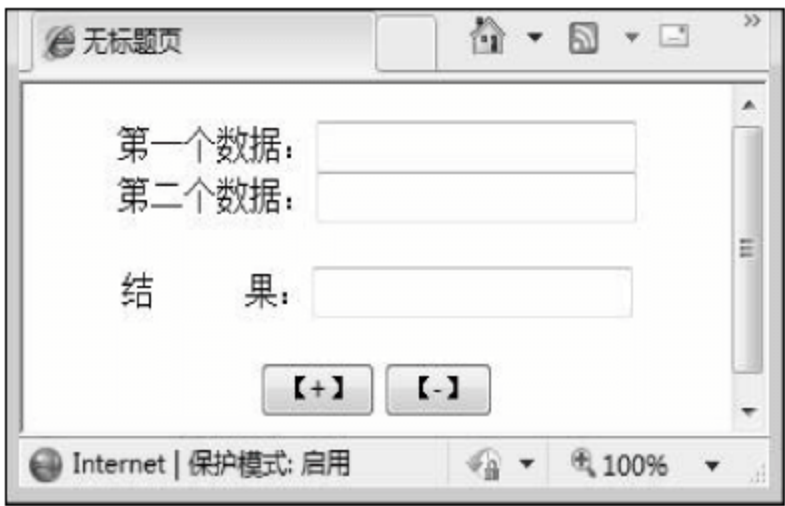 无标题页
第一个数据：
第二个数据：
结 果：
【+】 【-】
Internet | 保护模式: 启用 100%